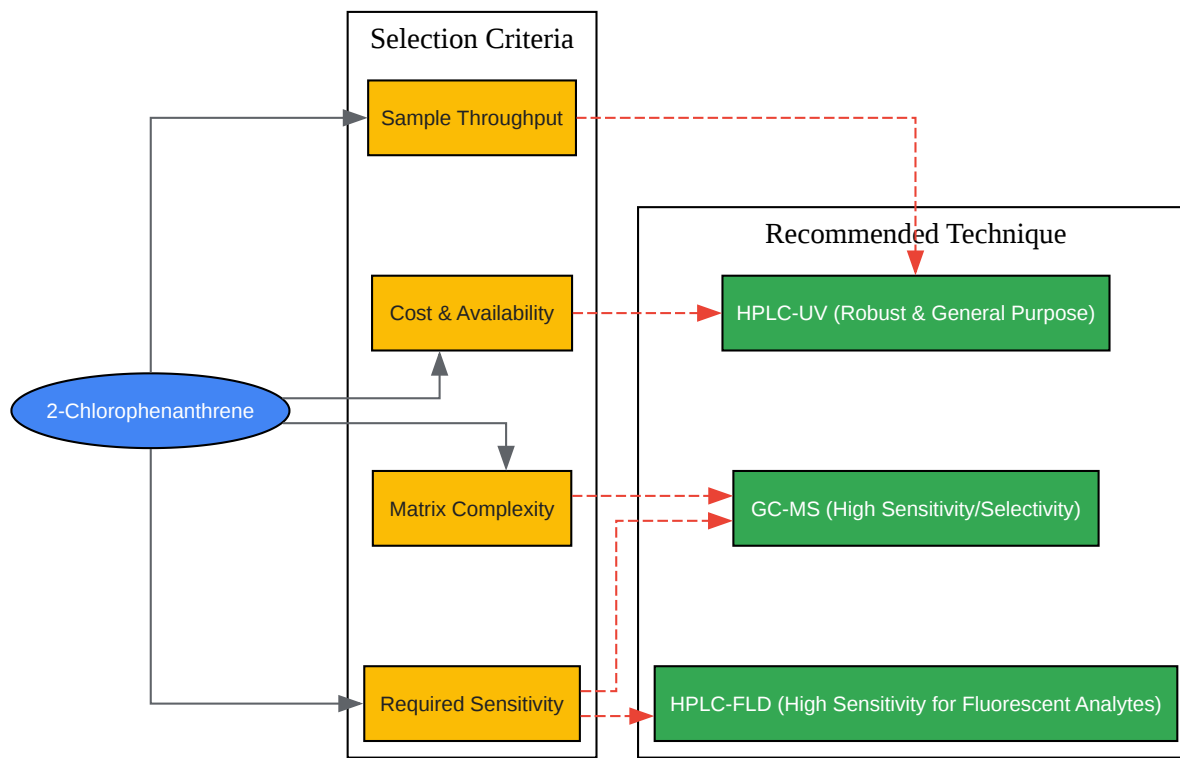 Selection Criteria
Sample Throughput
Recommended Technique
Cost & Availability
HPLC-UV (Robust & General Purpose)
2-Chlorophenanthrene
Matrix Complexity
GC-MS (High Sensitivity/Selectivity)
Required Sensitivity
HPLC-FLD (High Sensitivity for Fluorescent Analytes)